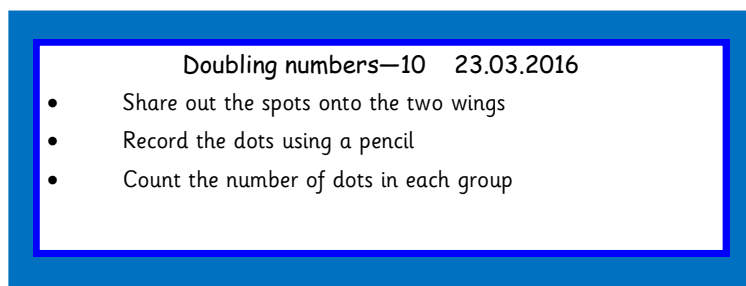 Doubling numbers—10 23.03.2016
• Share out the spots onto the two wings
• Record the dots using a pencil
• Count the number of dots in each group